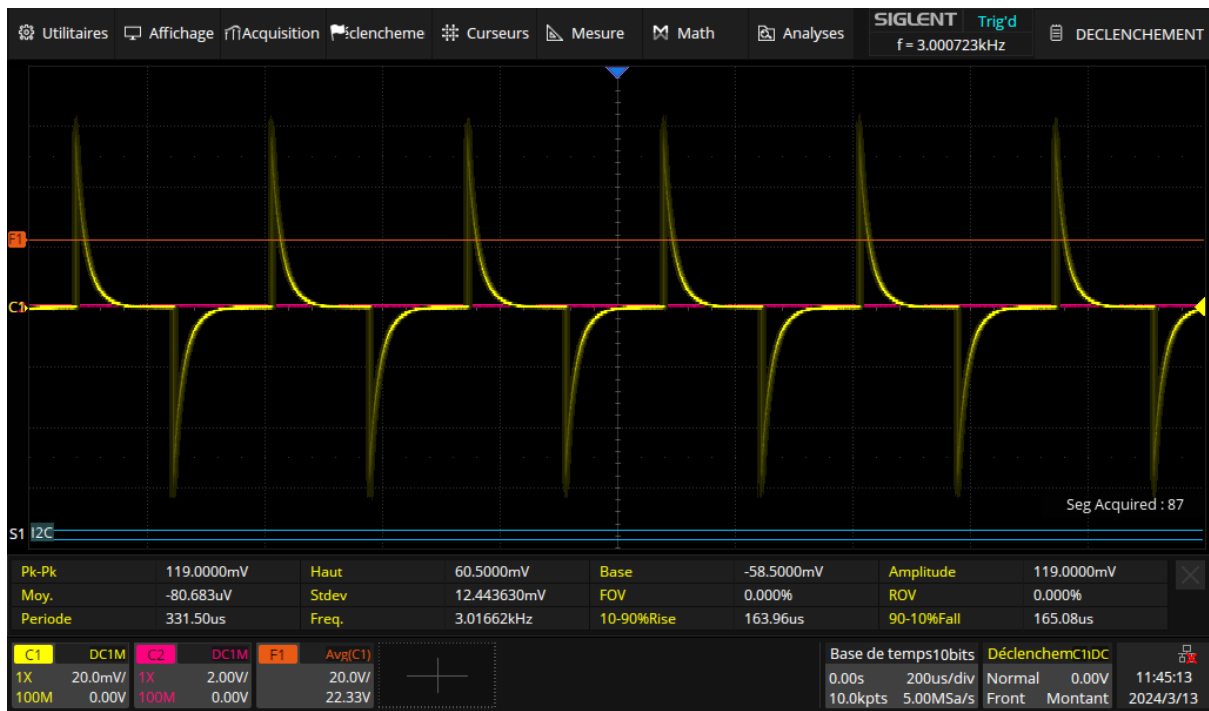 Utilitaires Affichage Acquisition :clencheme Curseurs Mesure Math Analyses SIGLENT Trig'd DECLENCHEMENT
f = 3.000723kHz
F1
C1
Seg Acquired : 87
S1 I2C
Pk-Pk 119.0000mV Haut 60.5000mV Base -58.5000mV Amplitude 119.0000mV
Moy. -80.683uV Stdev 12.443630mV FOV 0.000% ROV 0.000%
Periode 331.50us Freq. 3.01662kHz 10-90%Rise 163.96us 90-10%Fall 165.08us
C1 DC1M C2 DC1M F1 Avg(C1) Base de temps 10bits Déclenchem C1 DC
1X 20.0mV/ 1X 2.00V/ 20.0V/ 0.00s 200us/div Normal 0.00V 11:45:13
100M 0.00V 100M 0.00V 22.33V 10.0kpts 5.00MSa/s Front Montant 2024/3/13